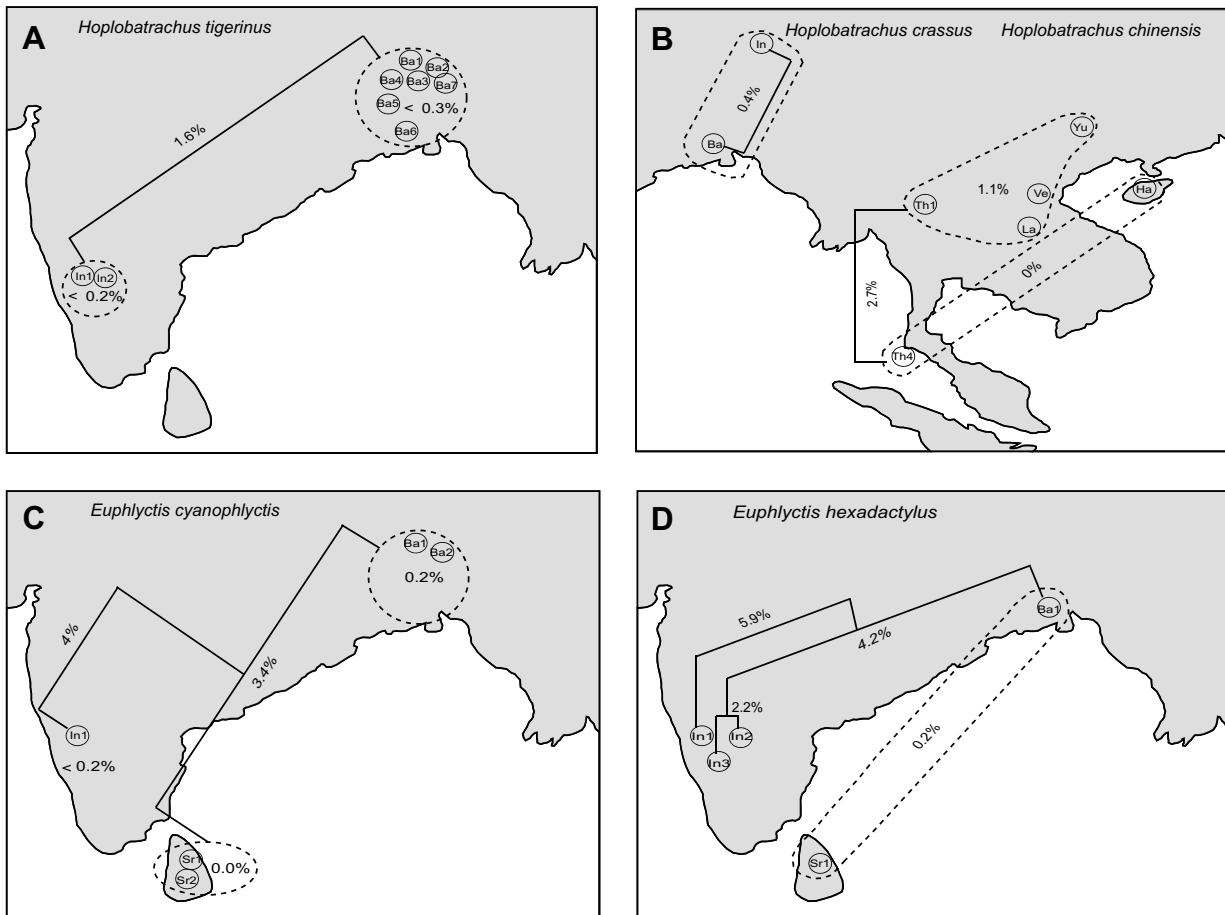 A
Hoplobatrachus tigerinus
Ba1
Ba2
Ba4
Ba3
Ba7
Ba5
< 0.3%
Ba6
1.6%
In1
In2
< 0.2%
B
Hoplobatrachus crassus
Hoplobatrachus chinensis
In
0.4%
Ba
Yu
1.1%
Ve
Ha
Th1
La
0%
2.7%
Th4
C
Euphlyctis cyanophlyctis
Ba1
Ba2
0.2%
4%
3.4%
In1
< 0.2%
Sr1
0.0%
Sr2
D
Euphlyctis hexadactylus
Ba1
5.9%
4.2%
2.2%
In1
In2
In3
0.2%
Sr1